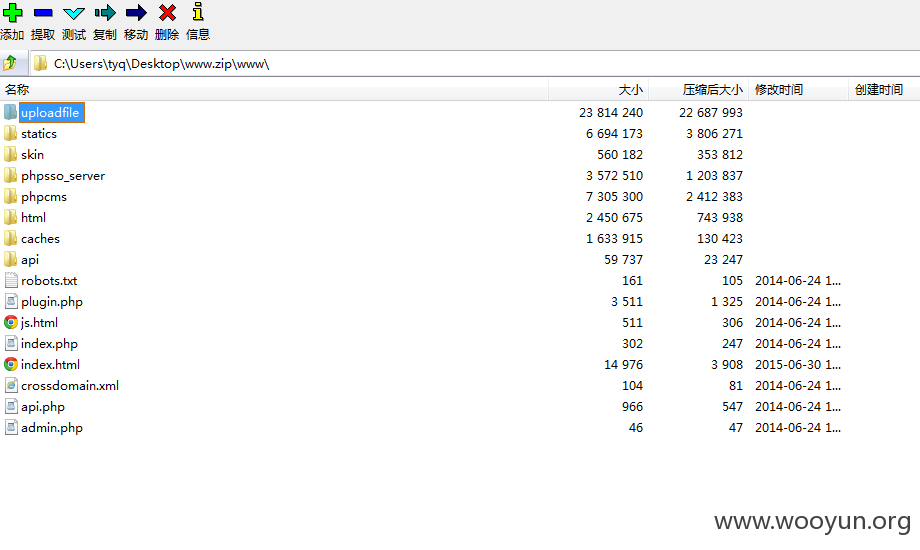 添加 提取 测试 复制 移动 删除 信息
C:\Users\tyq\Desktop\www.zip\www\
名称 大小 压缩后大小 修改时间 创建时间
uploadfile 23 814 240 22 687 993
statics 6 694 173 3 806 271
skin 560 182 353 812
phpsso_server 3 572 510 1 203 837
phpcms 7 305 300 2 412 383
html 2 450 675 743 938
caches 1 633 915 130 423
api 59 737 23 247
robots.txt 161 105 2014-06-24 1...
plugin.php 3 511 1 325 2014-06-24 1...
js.html 511 306 2014-06-24 1...
index.php 302 247 2014-06-24 1...
index.html 14 976 3 908 2015-06-30 1...
crossdomain.xml 104 81 2014-06-24 1...
api.php 966 547 2014-06-24 1...
admin.php 46 47 2014-06-24 1...
www.wooyun.org